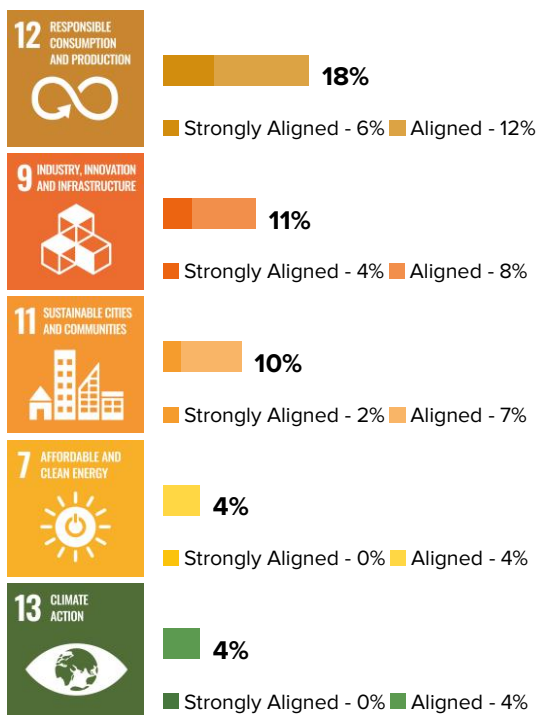 12 RESPONSIBLE
CONSUMPTION
AND PRODUCTION
18%
Strongly Aligned - 6% Aligned - 12%
9 INDUSTRY, INNOVATION
AND INFRASTRUCTURE
11%
Strongly Aligned - 4% Aligned - 8%
11 SUSTAINABLE CITIES
AND COMMUNITIES
10%
Strongly Aligned - 2% Aligned - 7%
7 AFFORDABLE AND
CLEAN ENERGY
4%
Strongly Aligned - 0% Aligned - 4%
13 CLIMATE
ACTION
4%
Strongly Aligned - 0% Aligned - 4%